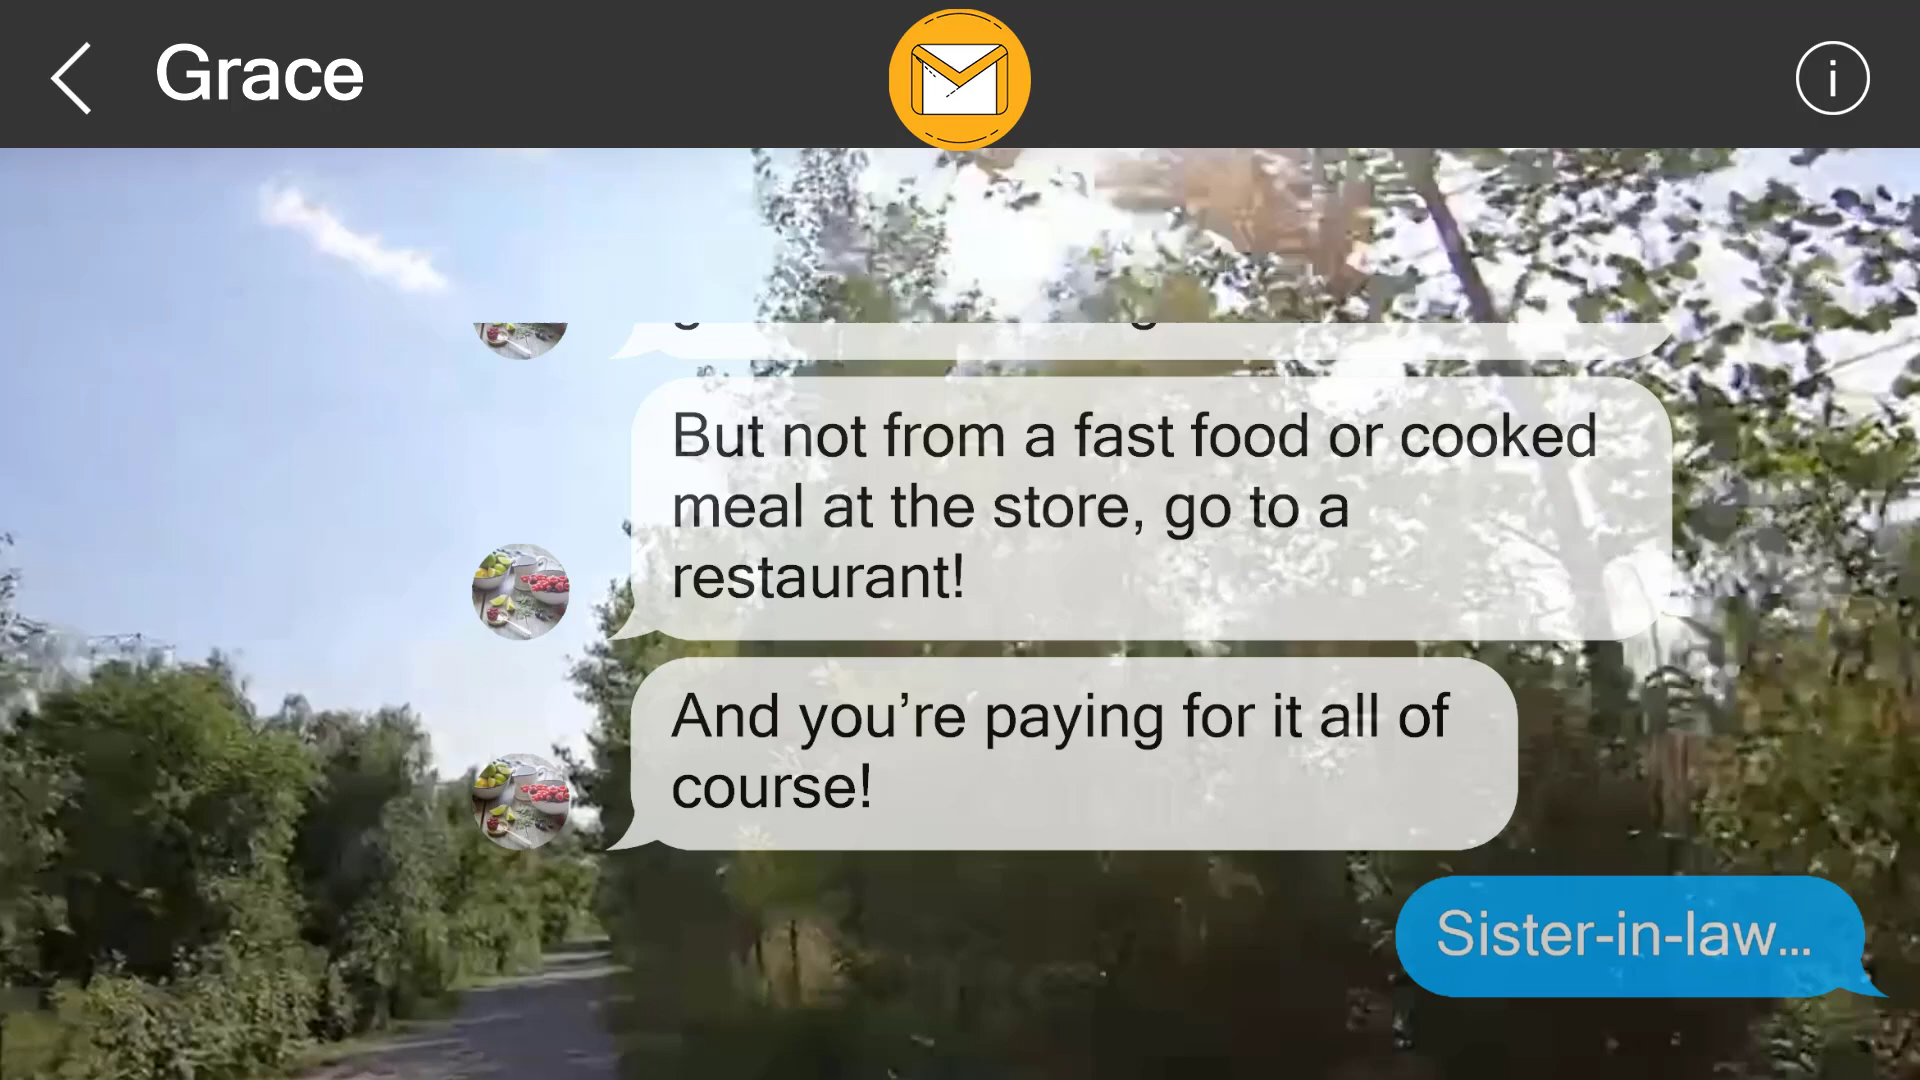 Grace
But not from a fast food or cooked
meal at the store, go to a
restaurant!
And you’re paying for it all of
course!
Sister-in-law...